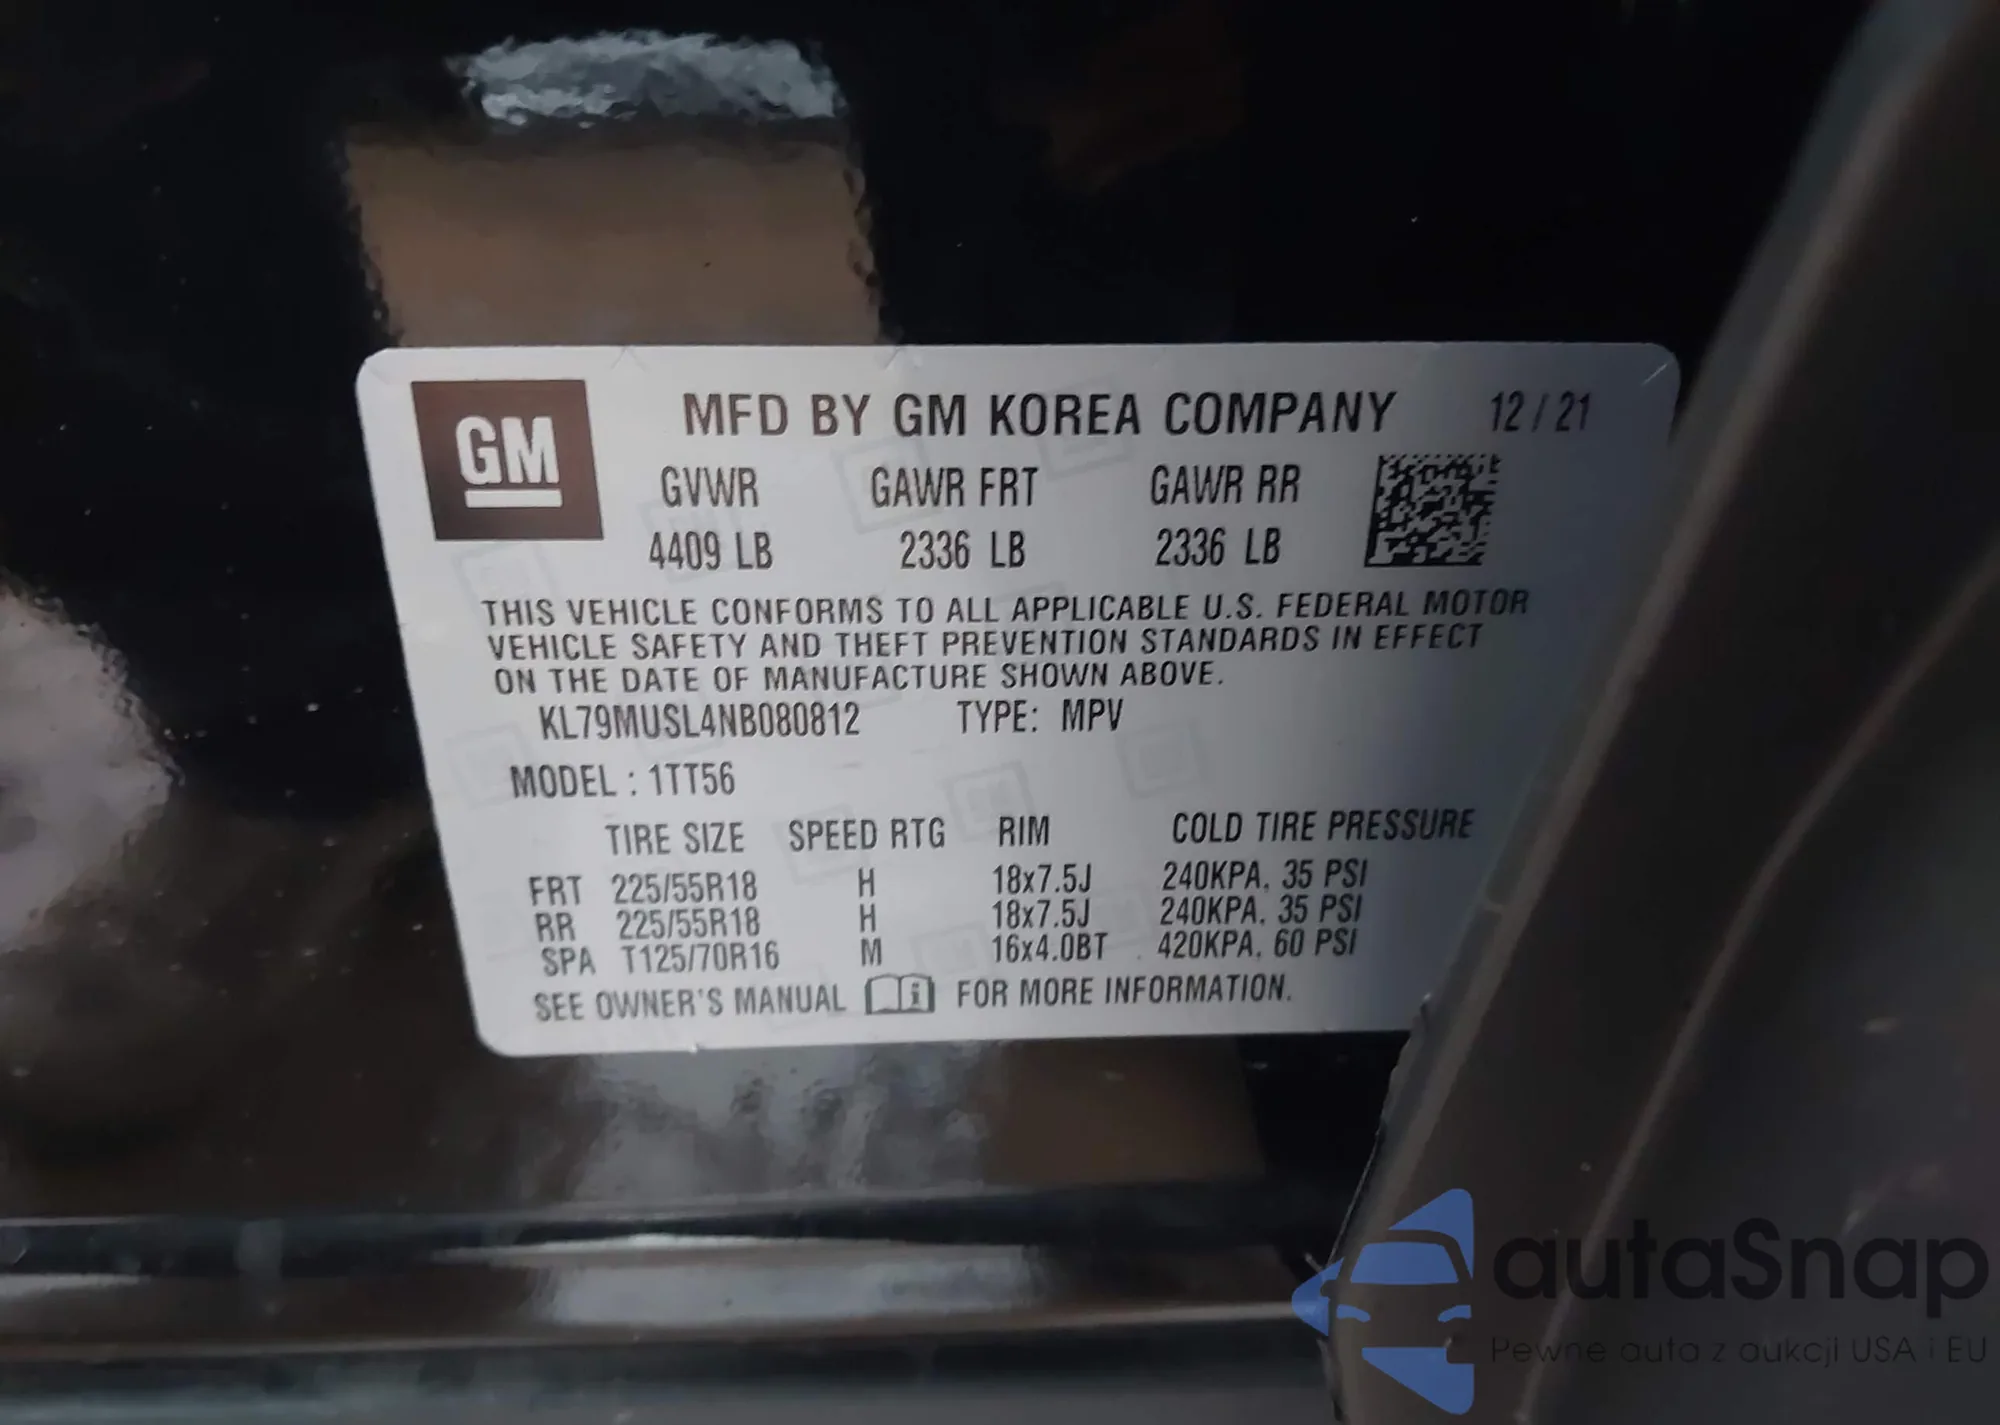 GM
MFD BY GM KOREA COMPANY 12/21
GVWR GAWR FRT GAWR RR
4409 LB 2336 LB 2336 LB
THIS VEHICLE CONFORMS TO ALL APPLICABLE U.S. FEDERAL MOTOR
VEHICLE SAFETY AND THEFT PREVENTION STANDARDS IN EFFECT
ON THE DATE OF MANUFACTURE SHOWN ABOVE.
KL79MUSL4NB080812 TYPE: MPV
MODEL : 1TT56
TIRE SIZE SPEED RTG RIM COLD TIRE PRESSURE
FRT 225/55R18 H 18x7.5J 240KPA, 35 PSI
RR 225/55R18 H 18x7.5J 240KPA, 35 PSI
SPA T125/70R16 M 16x4.0BT 420KPA, 60 PSI
SEE OWNER'S MANUAL i FOR MORE INFORMATION.
autaSnap
Pewne auta z aukcji USA i EU